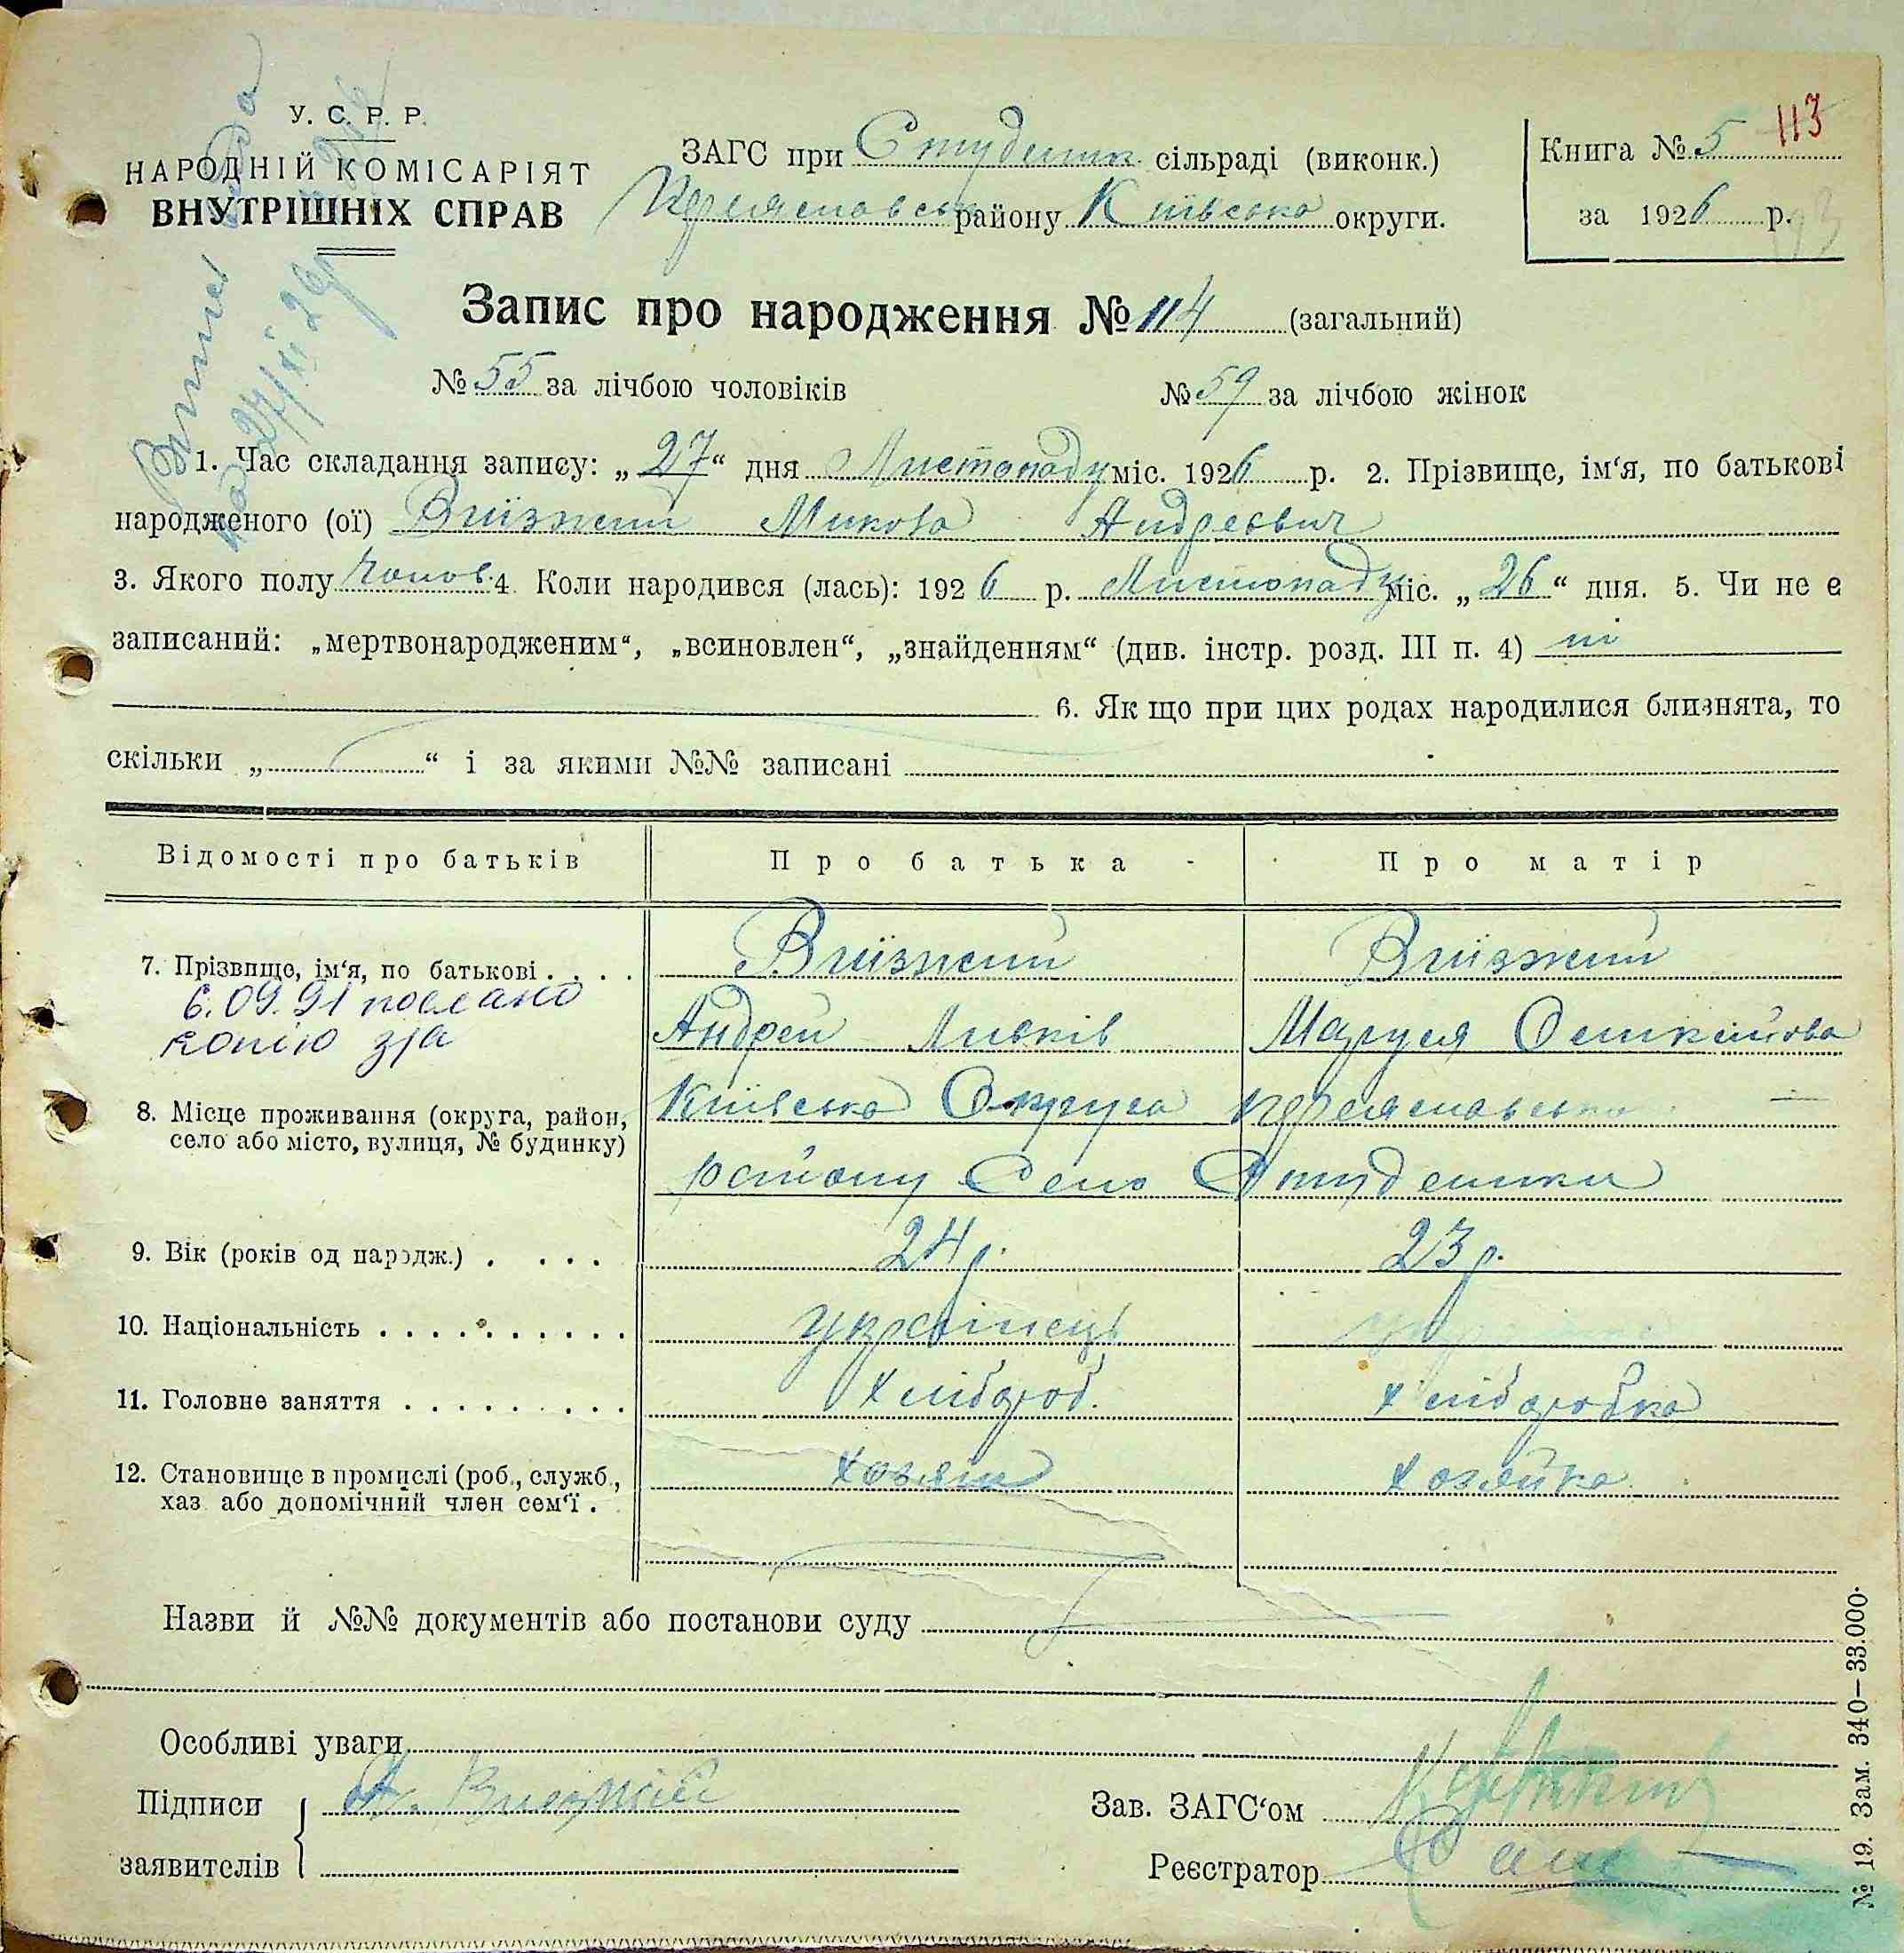 113
У. С. Р. Р.
НАРОДНІЙ КОМІСАРІЯТ
ВНУТРІШНІХ СПРАВ
ЗАГС при Студеник. сільраді (виконк.)
району Київсько округи.
Книга № 5
за 1926 р.
Запис про народження № 114 (загальний)
№ 55 за лічбою чоловіків № 59 за лічбою жінок
27/XI 26
1. Час складання запису: „27“ дня Листопаду міс. 1926 р. 2. Прізвище, ім‘я, по батькові
народженого (ої) Виїзжий Микола Андреевич
3. Якого полу Чолов. 4. Коли народився (лась): 1926 р. Листопаду міс. „26“ дня. 5. Чи не є
записаний: „мертвонародженим“, „всиновлен“, „знайденням“ (див. інстр. розд. III п. 4) ні
6. Як що при цих родах народилися близнята, то
скільки „ “ і за якими №№ записані
Відомості про батьків Про батька Про матір
7. Прізвище, ім‘я, по батькові . . . . Виїзжий Виїзжий
6.09.91 послано
копію з/а
Андрей Маруся
8. Місце проживання (округа, район,
село або місто, вулиця, № будинку)
Київська Округа Переяславсько
району Село Студеники
9. Вік (років од народж.) . . . . 24 р. 23 р.
10. Національність . . . . . . . . . . українець
11. Головне заняття . . . . . . . . . хлібороб. хліборобка
12. Становище в промислі (роб., служб.,
хаз. або допомічний член сем‘ї . хозяин хозяйка
Назви й №№ документів або постанови суду
Особливі уваги
Підписи
заявителів
Зав. ЗАГС‘ом
Реєстратор
№ 19. Зам. 340—33.000.